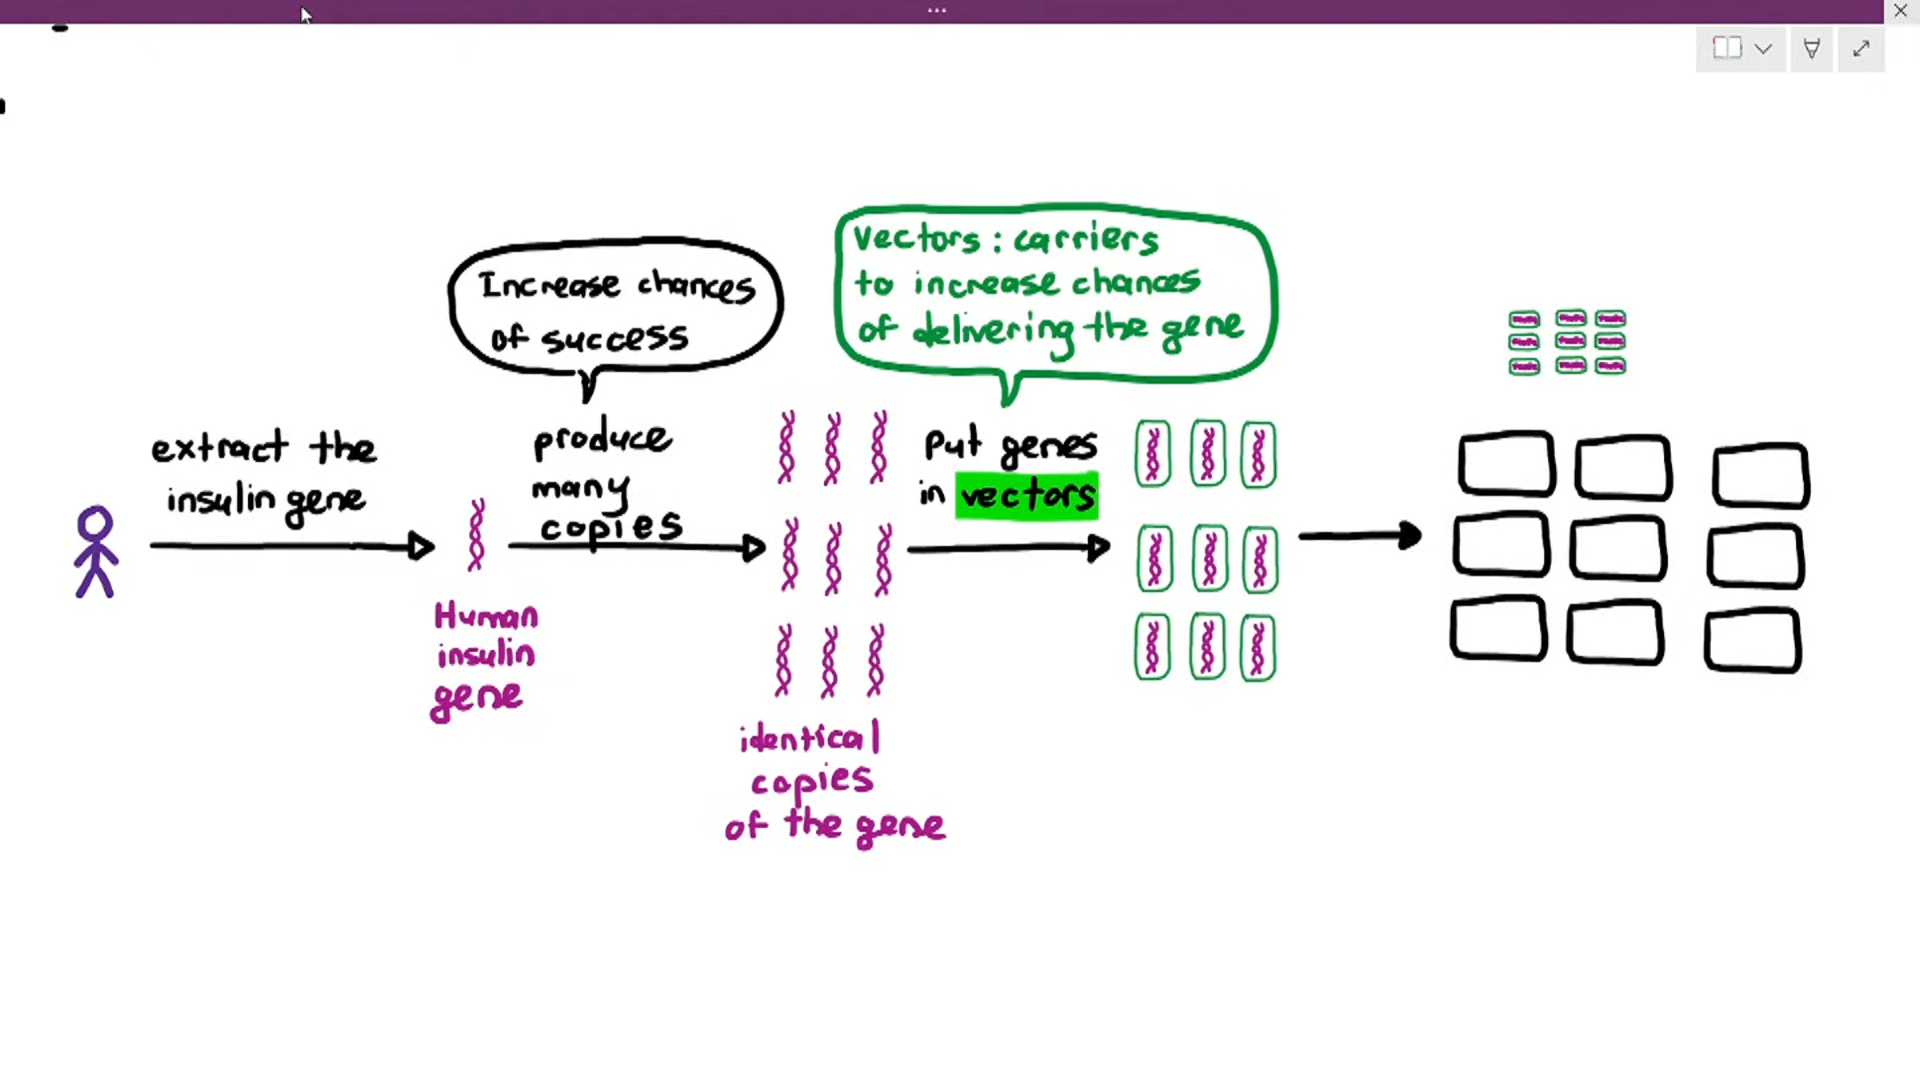 Increase chances
of success
vectors : carriers
to increase chances
of delivering the gene
extract the
insulin gene
produce
many
copies
Put genes
in vectors
Human
insulin
gene
identical
copies
of the gene